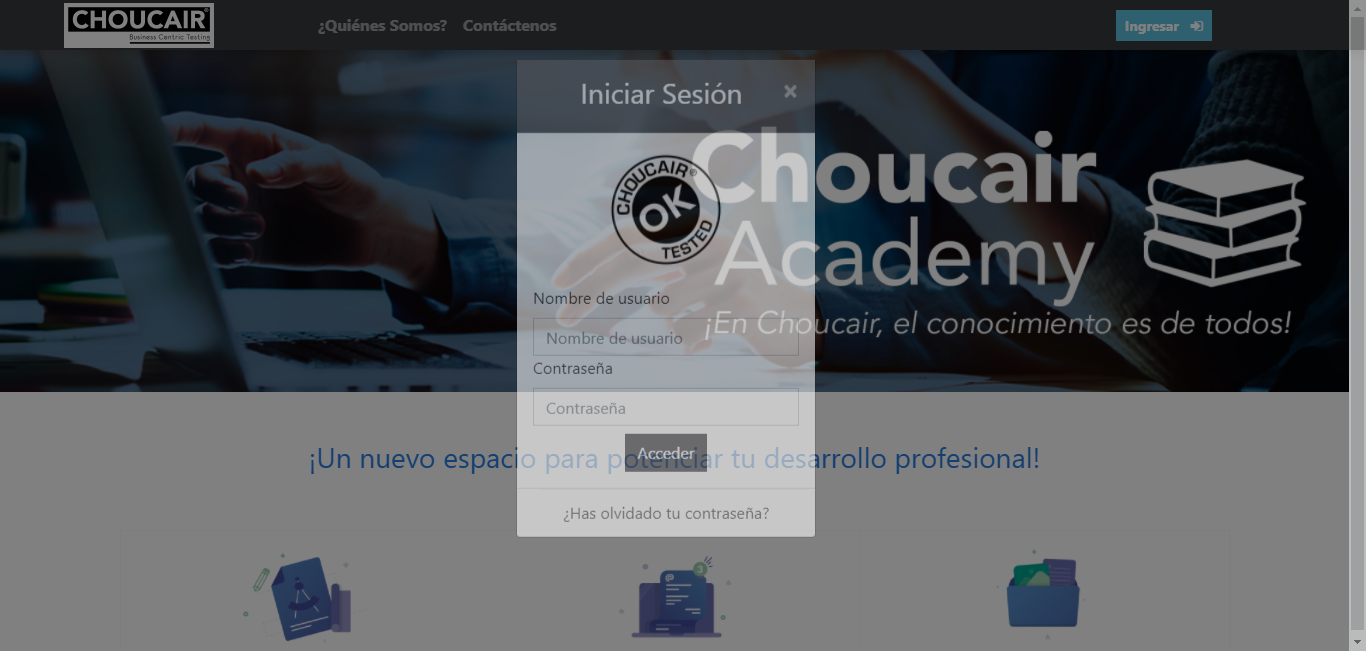 CHOUCAIR®
Business Centric Testing
¿Quiénes Somos?
Contáctenos
Ingresar
Iniciar Sesión
×
CHOUCAIR®
OK
TESTED
Choucair
Academy
¡En Choucair, el conocimiento es de todos!
Nombre de usuario
Nombre de usuario
Contraseña
Contraseña
Acceder
¡Un nuevo espacio para potenciar tu desarrollo profesional!
¿Has olvidado tu contraseña?